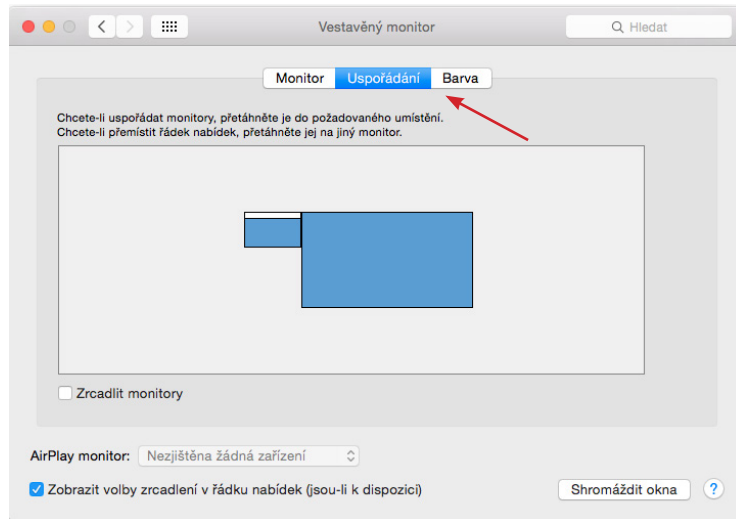 Vestavěný monitor
Hledat
Monitor Uspořádání Barva
Chcete-li uspořádat monitory, přetáhněte je do požadovaného umístění.
Chcete-li přemístit řádek nabídek, přetáhněte jej na jiný monitor.
Zrcadlit monitory
AirPlay monitor: Nezjištěna žádná zařízení
Zobrazit volby zrcadlení v řádku nabídek (jsou-li k dispozici)
Shromáždit okna ?